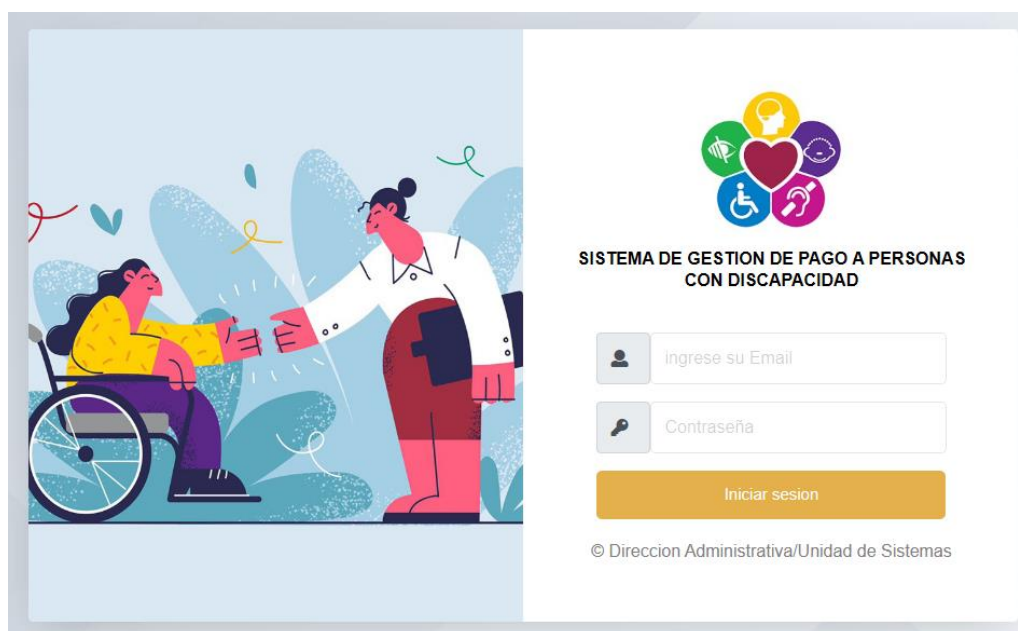 SISTEMA DE GESTION DE PAGO A PERSONAS
CON DISCAPACIDAD
ingrese su Email
Contraseña
Iniciar sesion
© Direccion Administrativa/Unidad de Sistemas